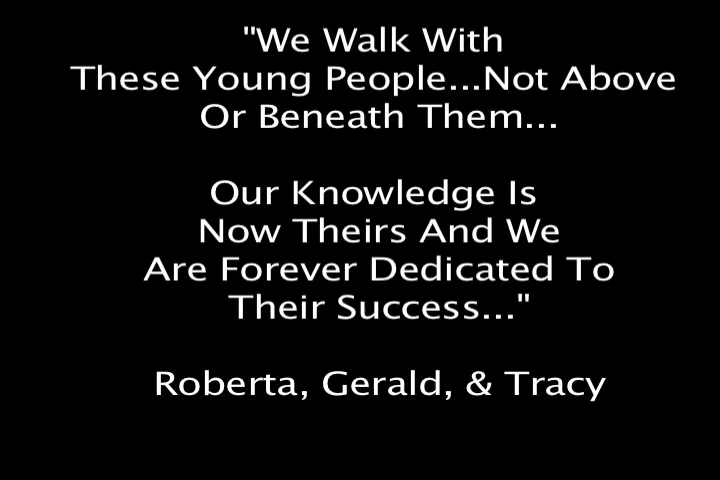 "We Walk With
These Young People...Not Above
Or Beneath Them...
Our Knowledge Is
Now Theirs And We
Are Forever Dedicated To
Their Success..."
Roberta, Gerald, & Tracy